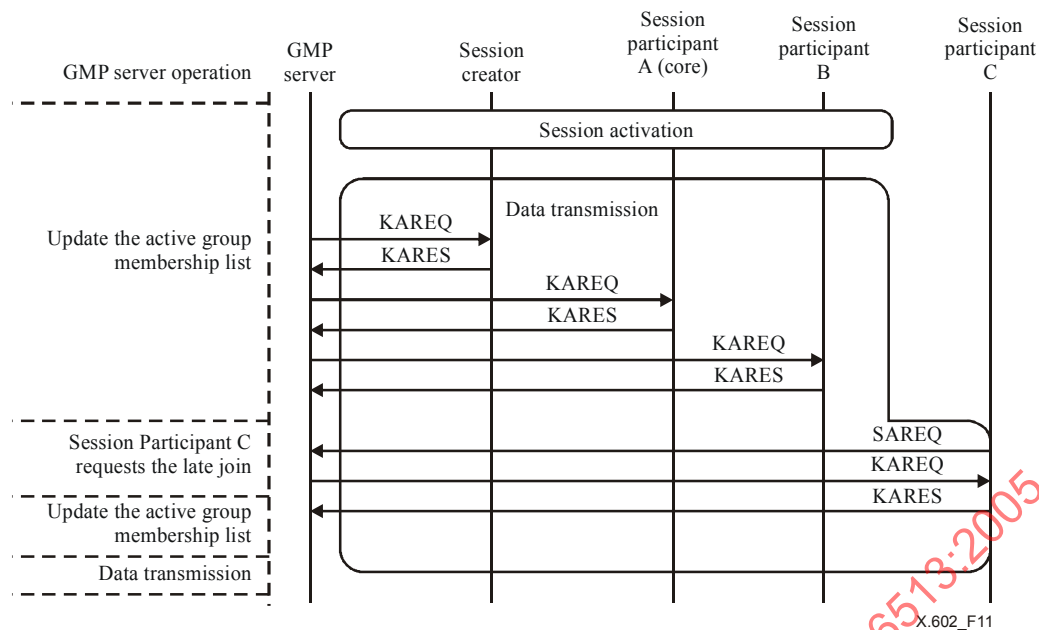 GMP server operation
GMP
server
Session
creator
Session
participant
A (core)
Session
participant
B
Session
participant
C
Session activation
Data transmission
Update the active group
membership list
KAREQ
KARES
KAREQ
KARES
KAREQ
KARES
Session Participant C
requests the late join
SAREQ
KAREQ
Update the active group
membership list
KARES
Data transmission
6513:2005
X.602_F11